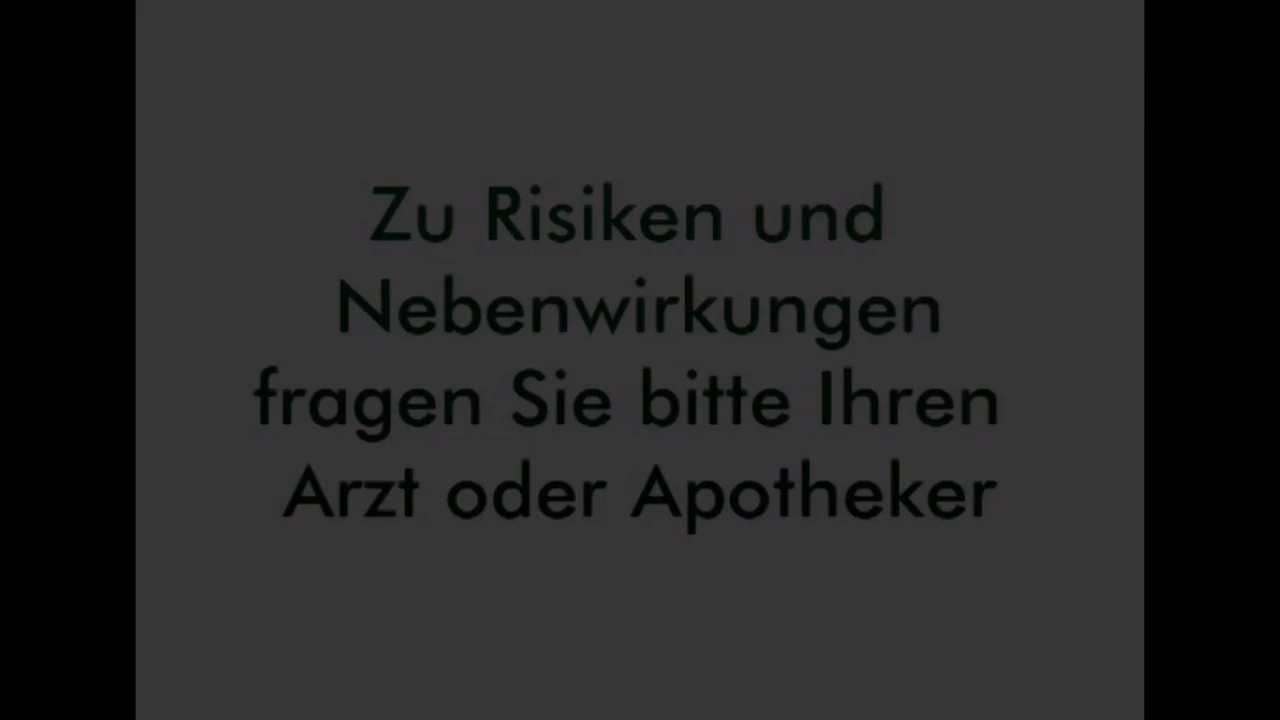 Zu Risiken und
Nebenwirkungen
fragen Sie bitte Ihren
Arzt oder Apotheker